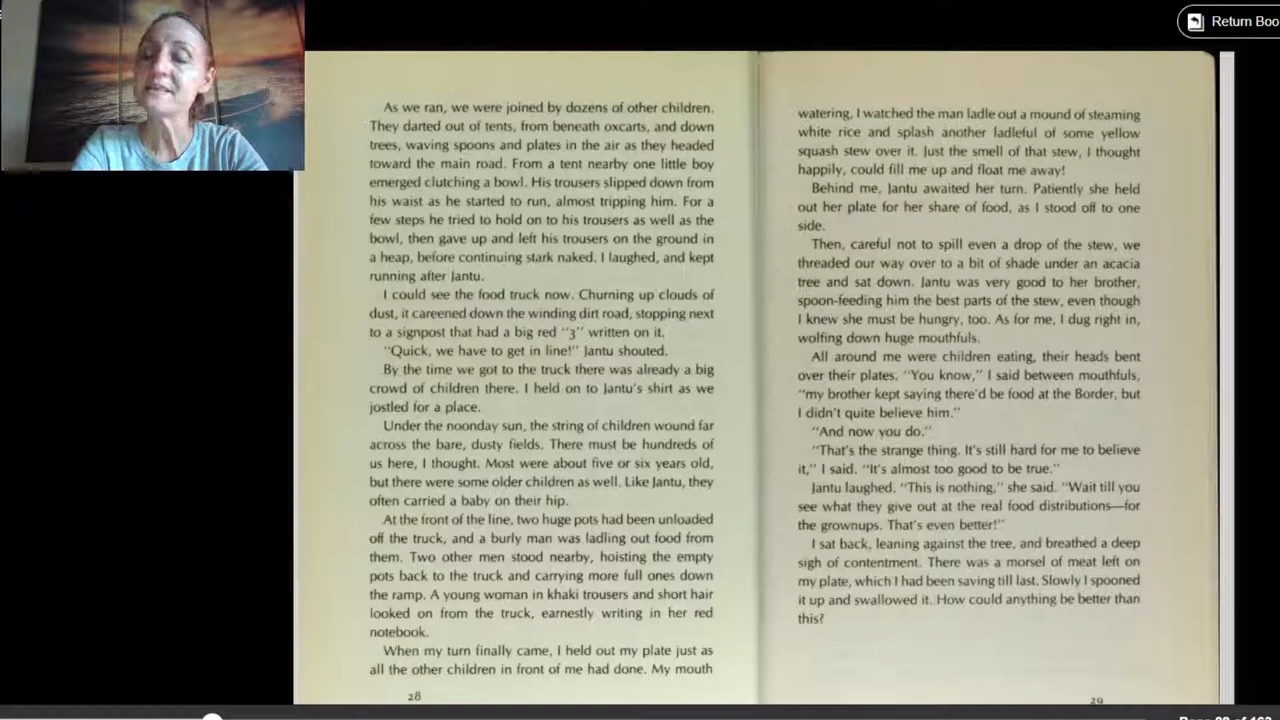 Return Boo
As we ran, we were joined by dozens of other children.
They darted out of tents, from beneath oxcarts, and down
trees, waving spoons and plates in the air as they headed
toward the main road. From a tent nearby one little boy
emerged clutching a bowl. His trousers slipped down from
his waist as he started to run, almost tripping him. For a
few steps he tried to hold on to his trousers as well as the
bowl, then gave up and left his trousers on the ground in
a heap, before continuing stark naked. I laughed, and kept
running after Jantu.
I could see the food truck now. Churning up clouds of
dust, it careened down the winding dirt road, stopping next
to a signpost that had a big red "3" written on it.
"Quick, we have to get in line!" Jantu shouted.
By the time we got to the truck there was already a big
crowd of children there. I held on to Jantu's shirt as we
jostled for a place.
Under the noonday sun, the string of children wound far
across the bare, dusty fields. There must be hundreds of
us here, I thought. Most were about five or six years old,
but there were some older children as well. Like Jantu, they
often carried a baby on their hip.
At the front of the line, two huge pots had been unloaded
off the truck, and a burly man was ladling out food from
them. Two other men stood nearby, hoisting the empty
pots back to the truck and carrying more full ones down
the ramp. A young woman in khaki trousers and short hair
looked on from the truck, earnestly writing in her red
notebook.
When my turn finally came, I held out my plate just as
all the other children in front of me had done. My mouth
28
watering, I watched the man ladle out a mound of steaming
white rice and splash another ladleful of some yellow
squash stew over it. Just the smell of that stew, I thought
happily, could fill me up and float me away!
Behind me, Jantu awaited her turn. Patiently she held
out her plate for her share of food, as I stood off to one
side.
Then, careful not to spill even a drop of the stew, we
threaded our way over to a bit of shade under an acacia
tree and sat down. Jantu was very good to her brother,
spoon-feeding him the best parts of the stew, even though
I knew she must be hungry, too. As for me, I dug right in,
wolfing down huge mouthfuls.
All around me were children eating, their heads bent
over their plates. "You know," I said between mouthfuls,
"my brother kept saying there'd be food at the Border, but
I didn't quite believe him."
"And now you do."
"That's the strange thing. It's still hard for me to believe
it," I said. "It's almost too good to be true."
Jantu laughed. "This is nothing," she said. "Wait till you
see what they give out at the real food distributions—for
the grownups. That's even better!"
I sat back, leaning against the tree, and breathed a deep
sigh of contentment. There was a morsel of meat left on
my plate, which I had been saving till last. Slowly I spooned
it up and swallowed it. How could anything be better than
this?
29